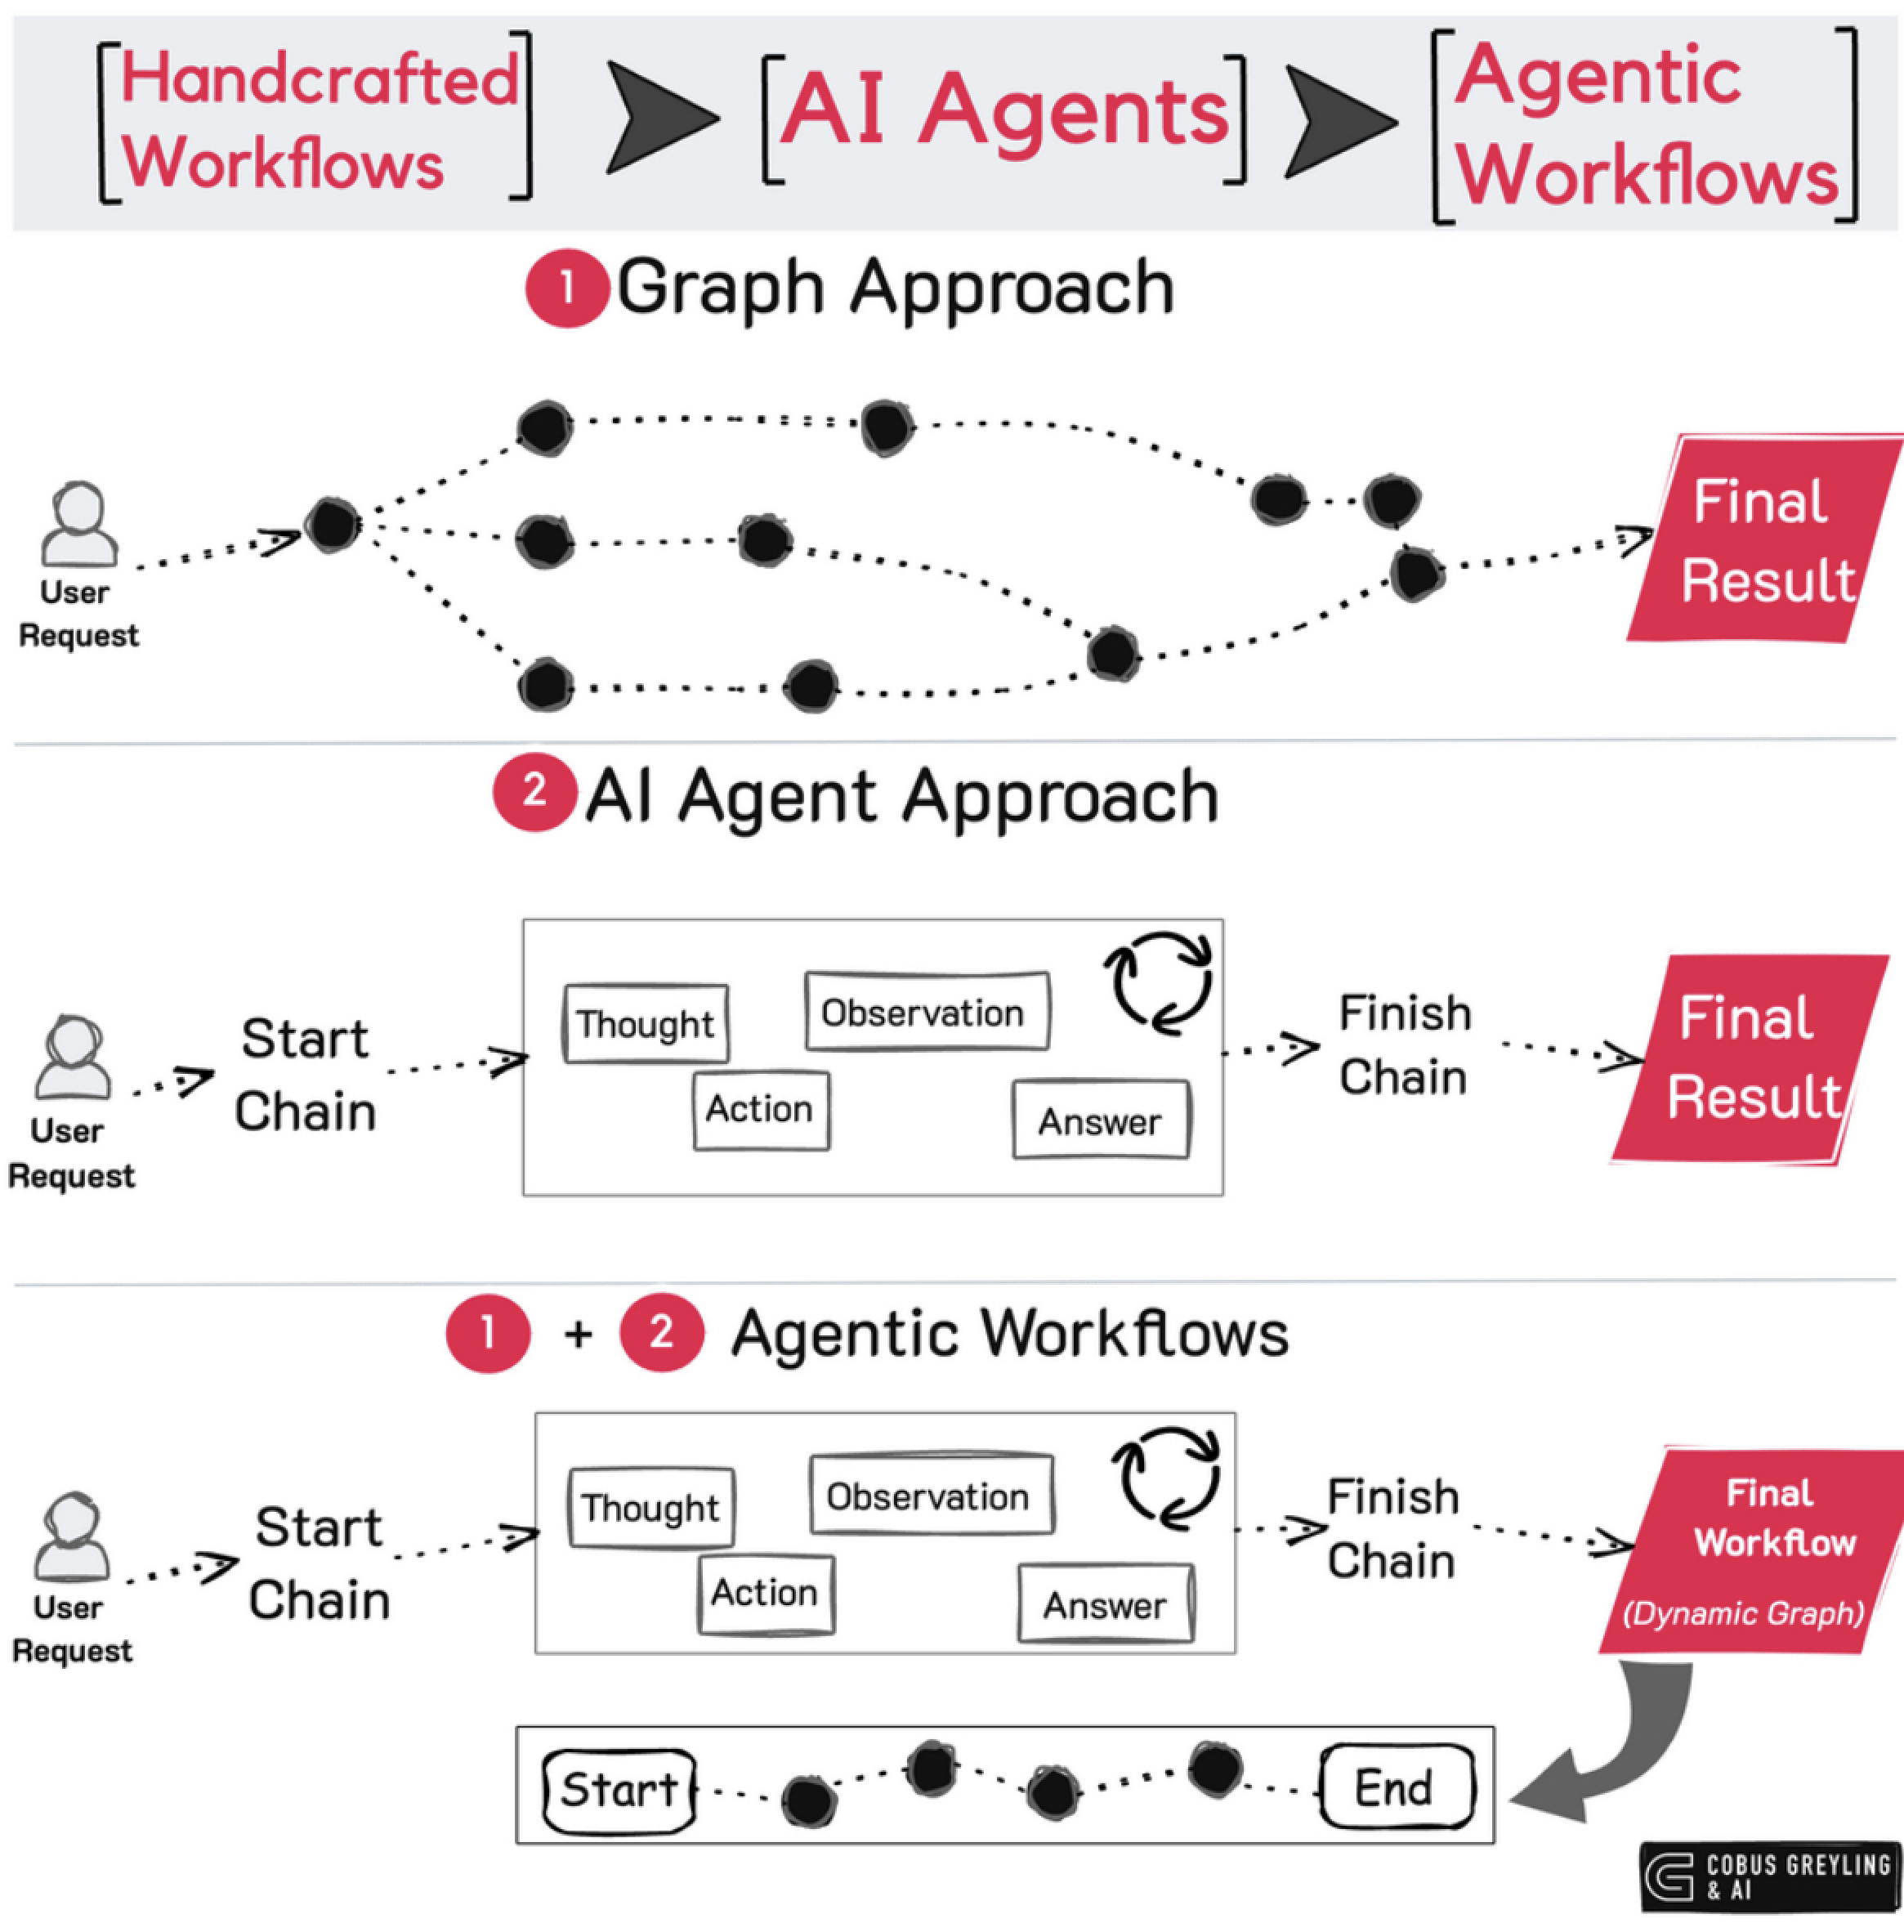 Handcrafted
Workflows
AI Agents
Agentic
Workflows
1 Graph Approach
User
Request
Final
Result
2 AI Agent Approach
User
Request
Start
Chain
Thought
Observation
Action
Answer
Finish
Chain
Final
Result
1 + 2 Agentic Workflows
User
Request
Start
Chain
Thought
Observation
Action
Answer
Finish
Chain
Final
Workflow
(Dynamic Graph)
Start
End
COBUS GREYLING
& AI